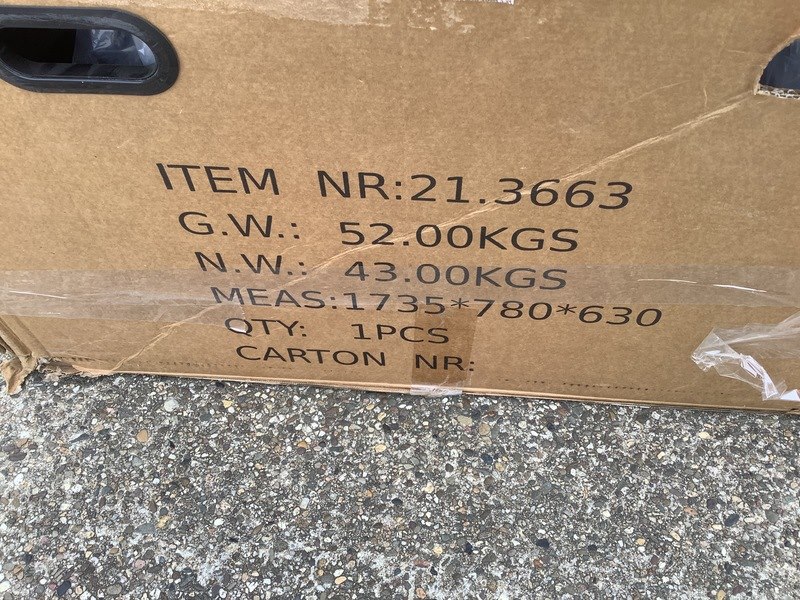 ITEM NR:21.3663
G.W.: 52.00KGS
N.W.: 43.00KGS
MEAS:1735*780*630
QTY: 1PCS
CARTON NR: